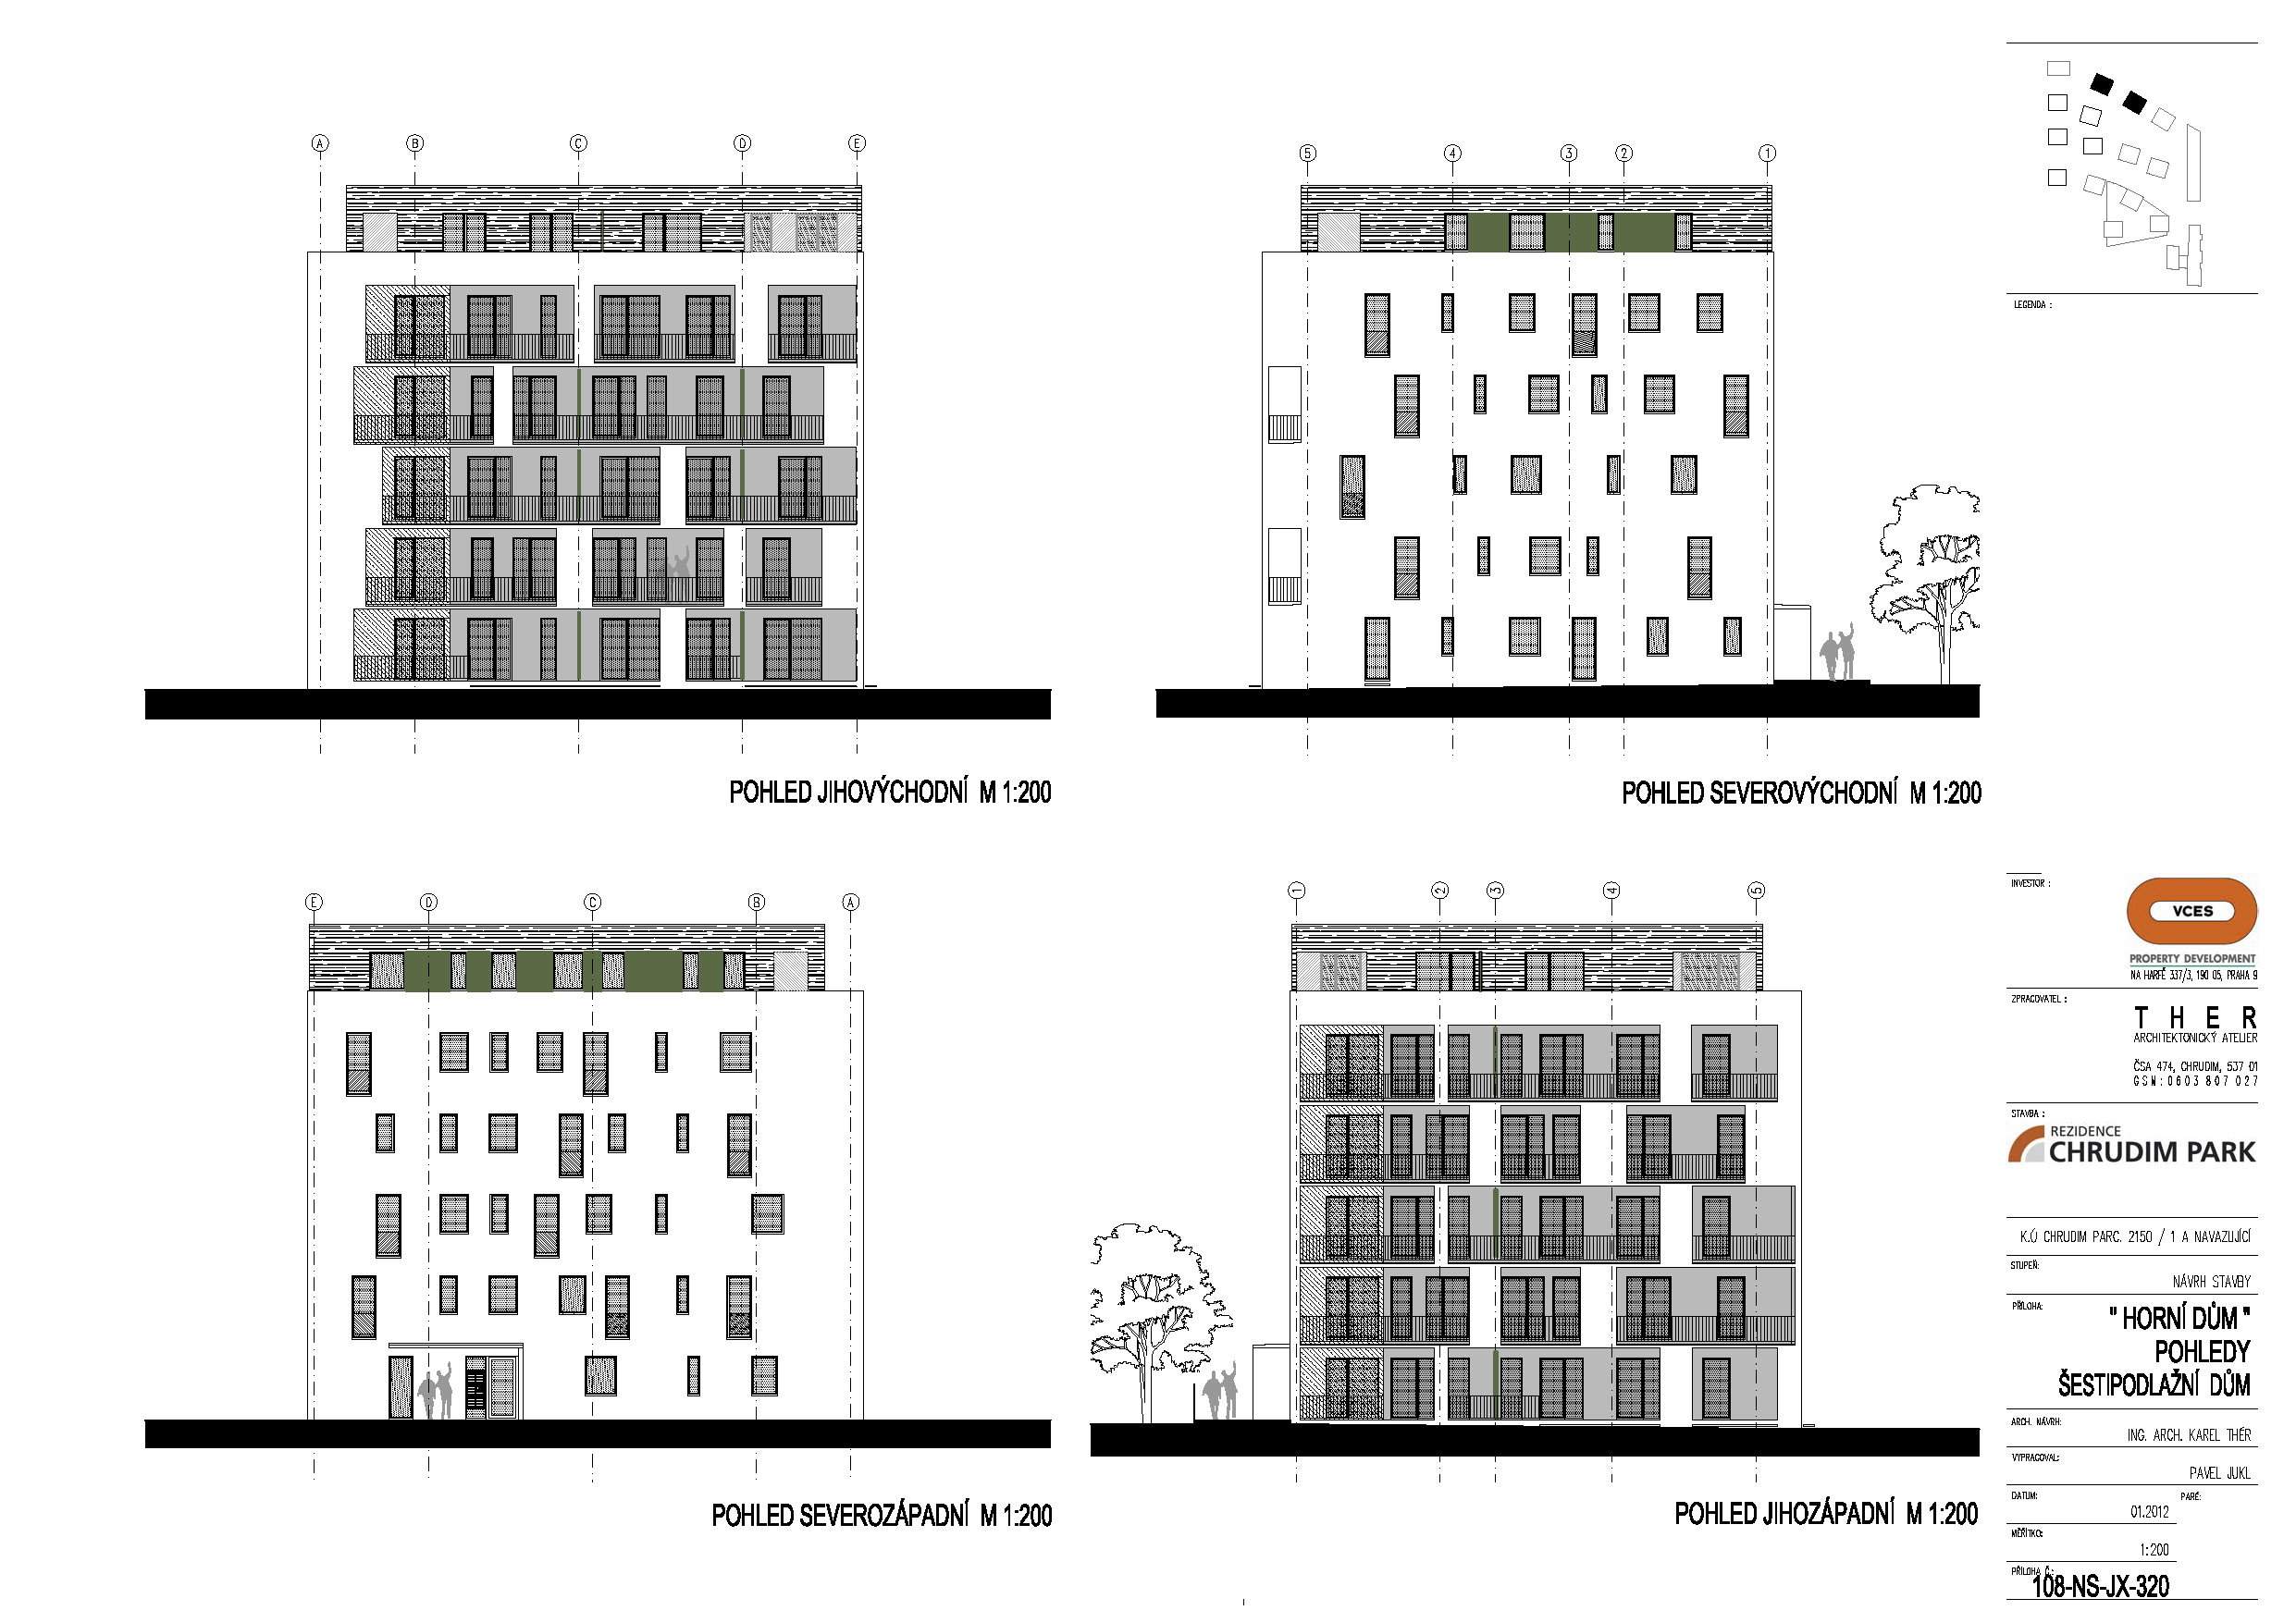 A B C D E
5 4 3 2 1
POHLED JIHOVÝCHODNÍ M 1:200
POHLED SEVEROVÝCHODNÍ M 1:200
E D C B A
1 2 3 4 5
POHLED SEVEROZÁPADNÍ M 1:200
POHLED JIHOZÁPADNÍ M 1:200
LEGENDA :
INVESTOR :
VCES
PROPERTY DEVELOPMENT
NA HARFĚ 337/3, 190 05, PRAHA 9
ZPRACOVATEL :
T H E R
ARCHITEKTONICKÝ ATELIER
ČSA 474, CHRUDIM, 537 01
GSM:0603 807 027
STAVBA :
REZIDENCE
CHRUDIM PARK
K.Ú CHRUDIM PARC. 2150 / 1 A NAVAZUJÍCÍ
STUPEŇ:
NÁVRH STAVBY
PŘÍLOHA:
" HORNÍ DŮM "
POHLEDY
ŠESTIPODLAŽNÍ DŮM
ARCH. NÁVRH:
ING. ARCH. KAREL THÉR
VYPRACOVAL:
PAVEL JUKL
DATUM:
PARÉ:
01.2012
MĚŘÍTKO:
1:200
PŘÍLOHA Č.:
108-NS-JX-320